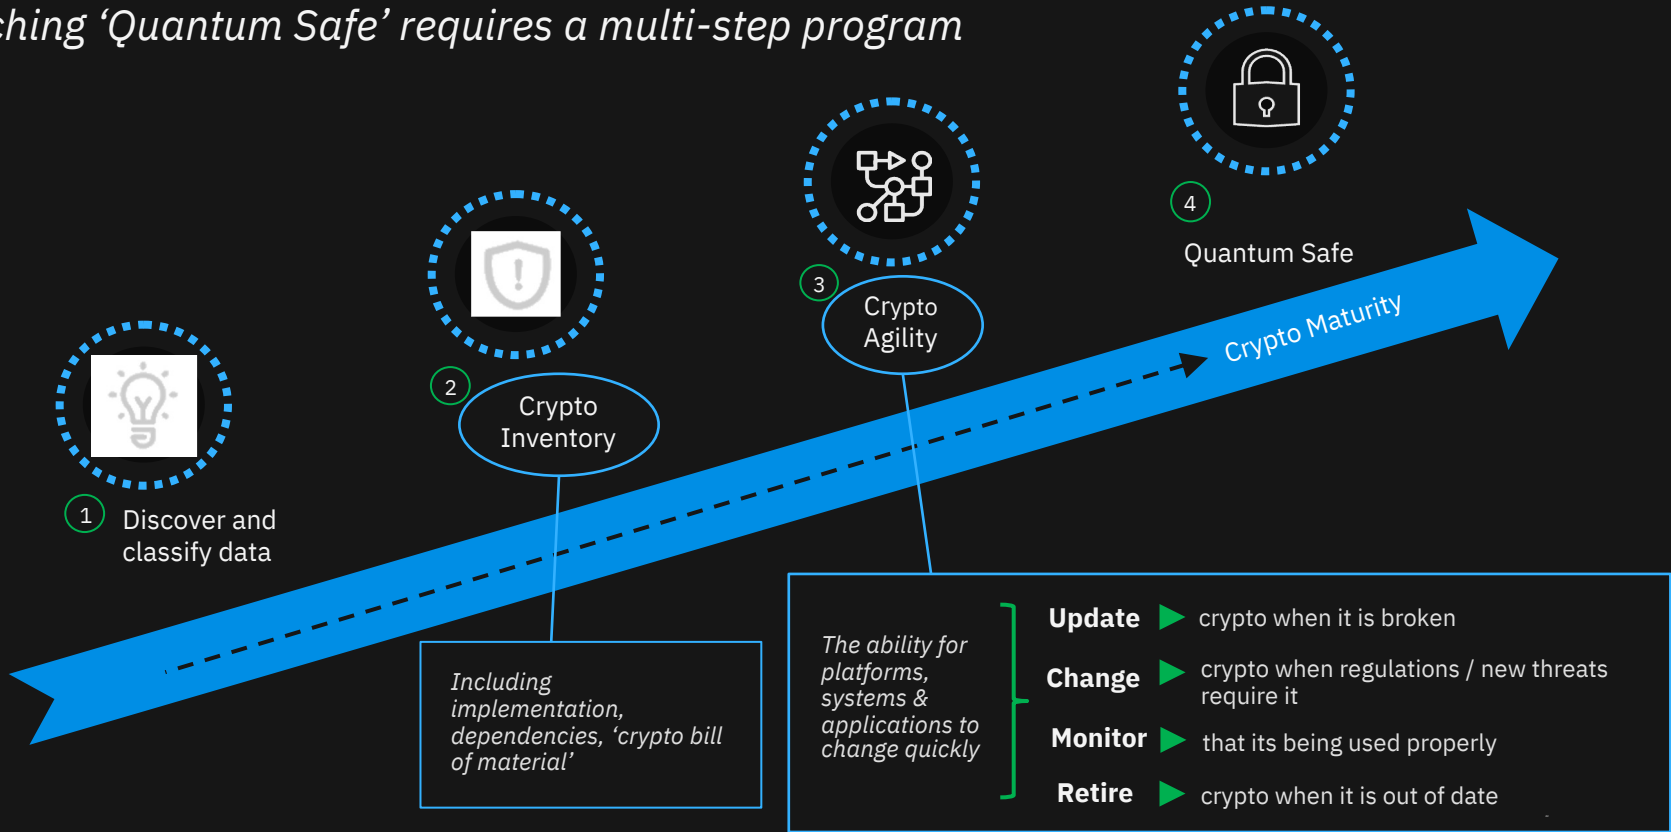 ching ‘Quantum Safe’ requires a multi-step program
4
Quantum Safe
3
Crypto
Agility
Crypto Maturity
2
Crypto
Inventory
1
Discover and
classify data
Including
implementation,
dependencies, ‘crypto bill
of material’
The ability for
platforms,
systems &
applications to
change quickly
Update crypto when it is broken
Change crypto when regulations / new threats
require it
Monitor that its being used properly
Retire crypto when it is out of date